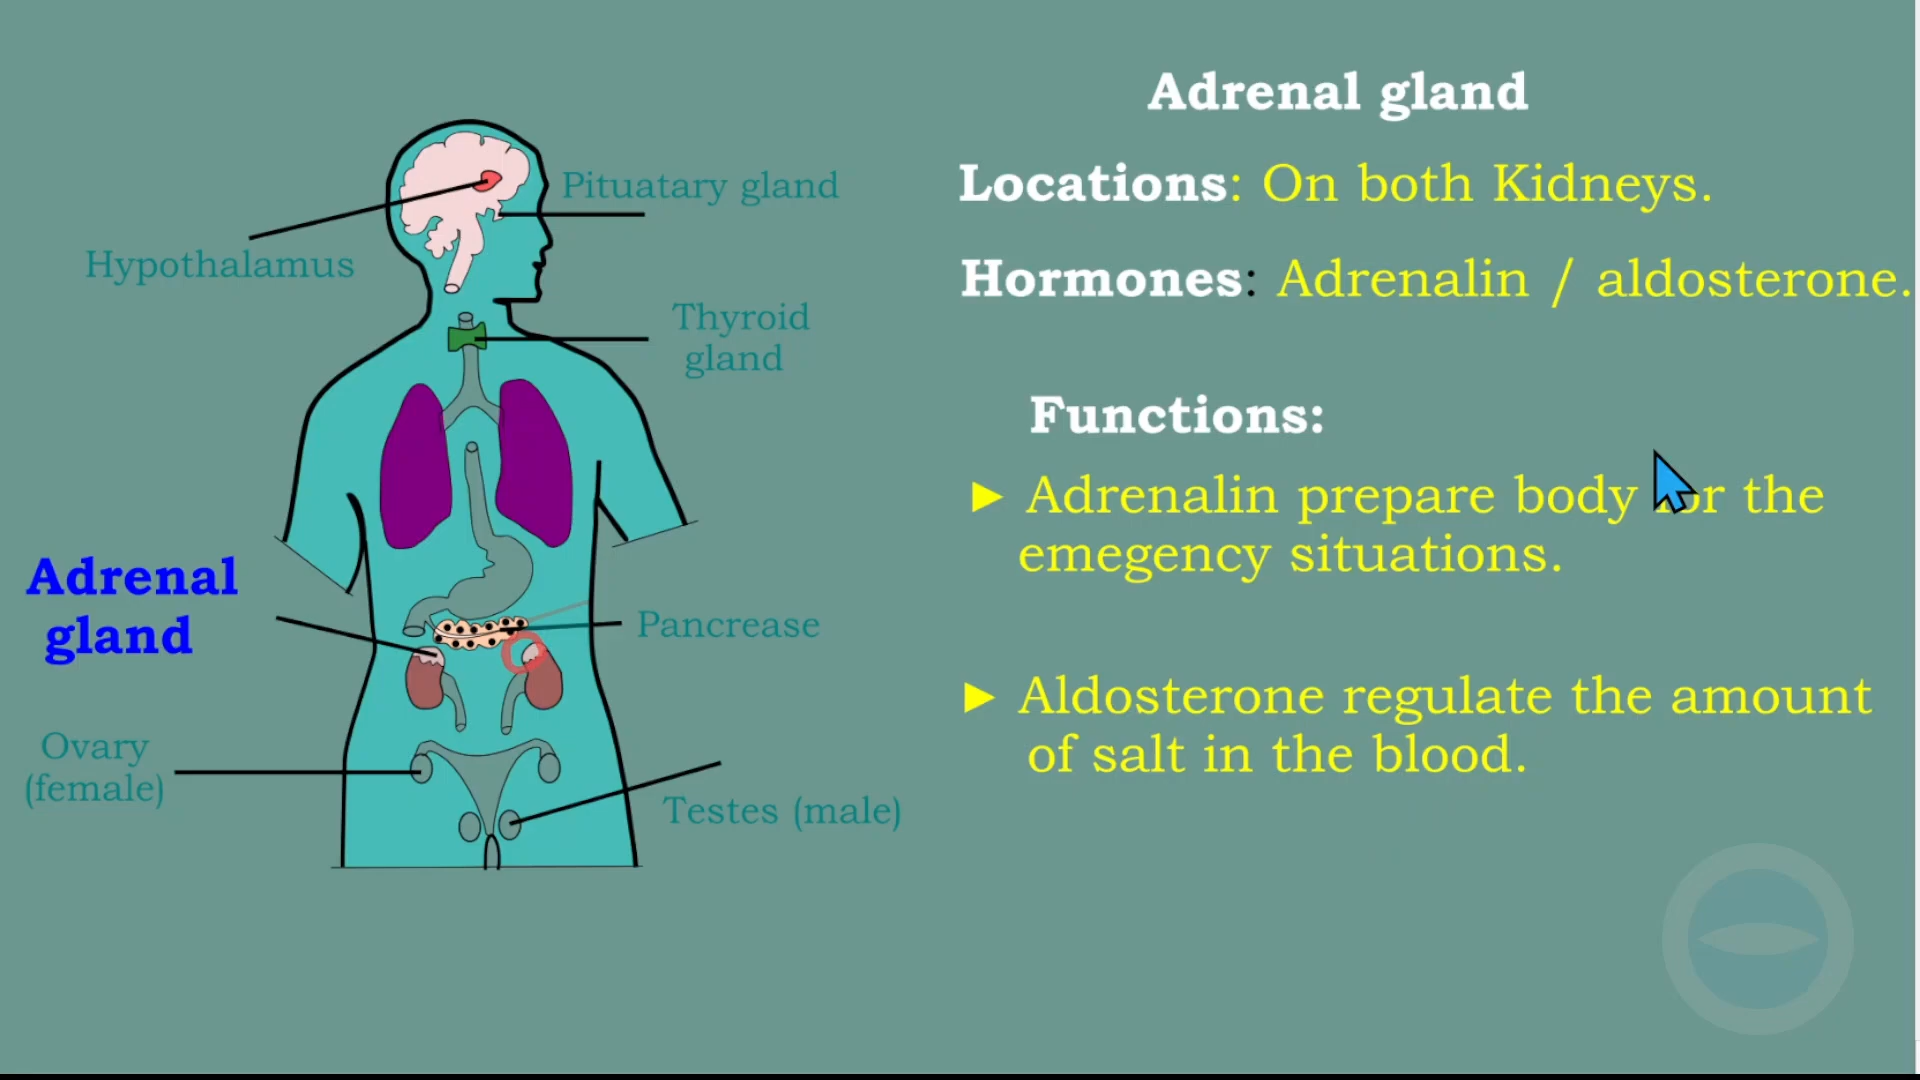 Adrenal gland
Locations: On both Kidneys.
Hormones: Adrenalin / aldosterone.
Functions:
► Adrenalin prepare body for the
emegency situations.
► Aldosterone regulate the amount
of salt in the blood.
Pituatary gland
Hypothalamus
Thyroid
gland
Adrenal
gland
Pancrease
Ovary
(female)
Testes (male)